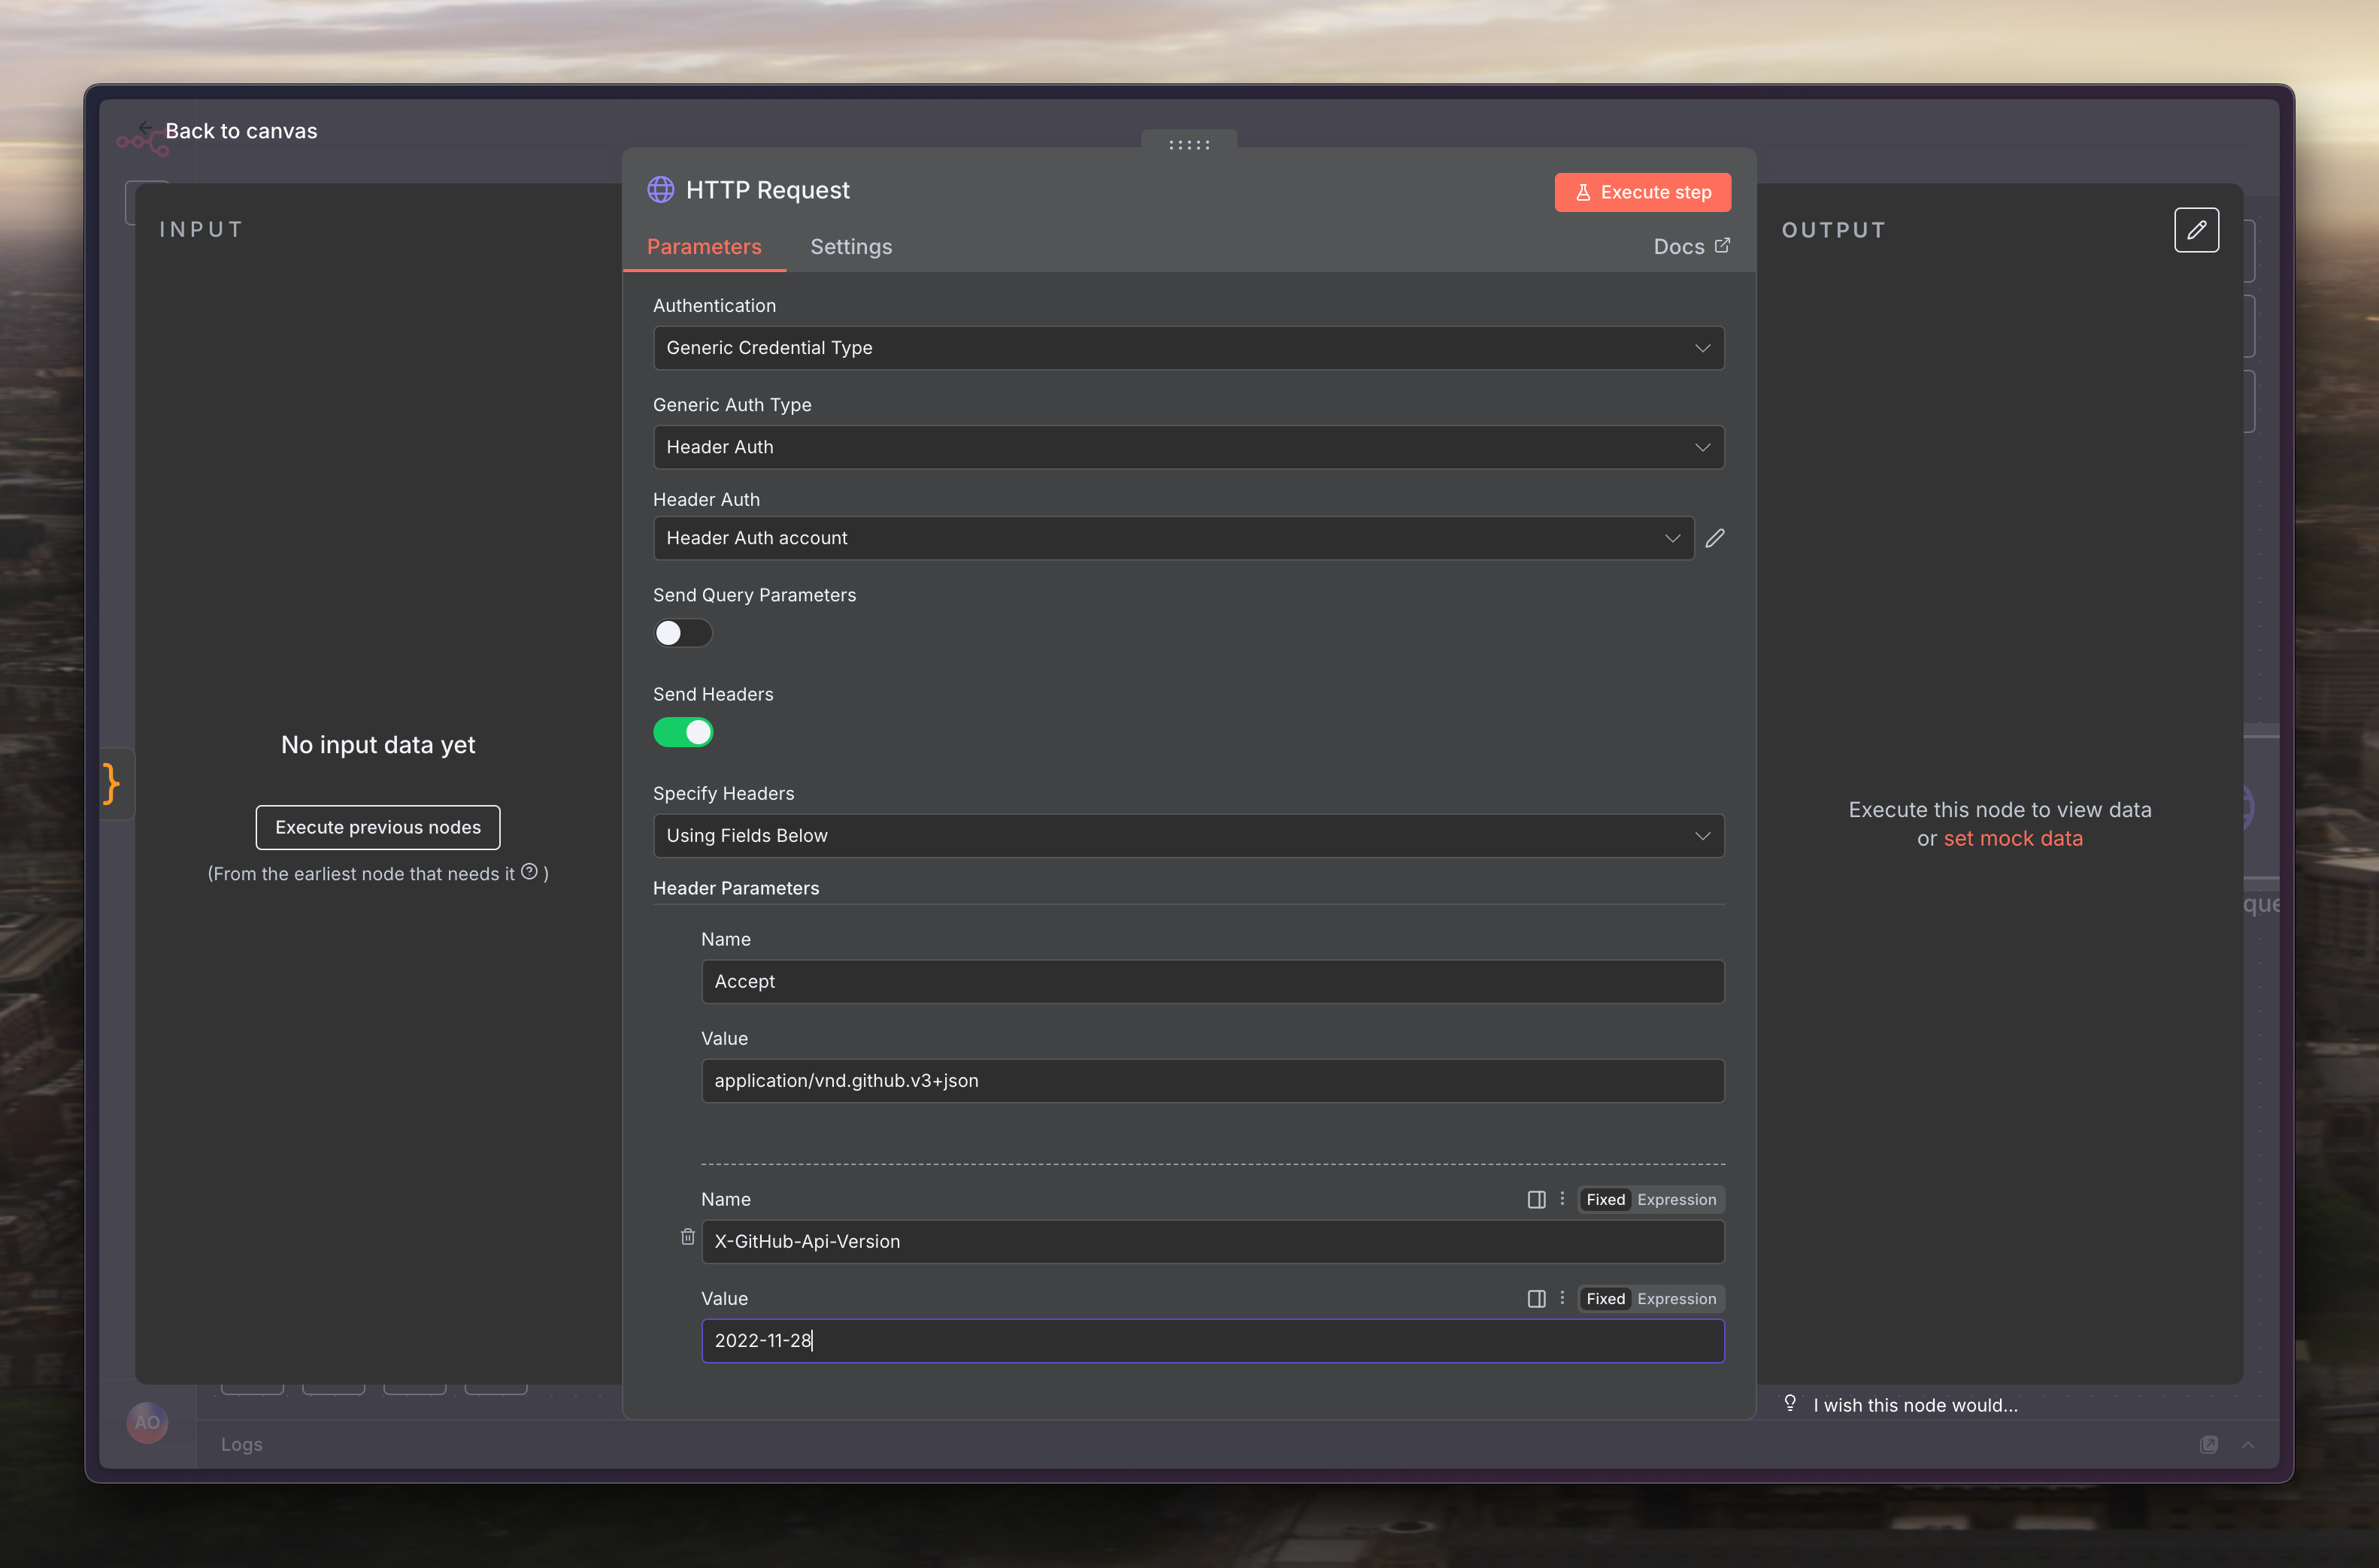 Back to canvas
INPUT
No input data yet
Execute previous nodes
(From the earliest node that needs it ? )
HTTP Request
Execute step
Parameters
Settings
Docs
Authentication
Generic Credential Type
Generic Auth Type
Header Auth
Header Auth
Header Auth account
Send Query Parameters
Send Headers
Specify Headers
Using Fields Below
Header Parameters
Name
Accept
Value
application/vnd.github.v3+json
Name
Fixed Expression
X-GitHub-Api-Version
Value
Fixed Expression
2022-11-28
OUTPUT
Execute this node to view data
or set mock data
que
I wish this node would...
}
AO
Logs